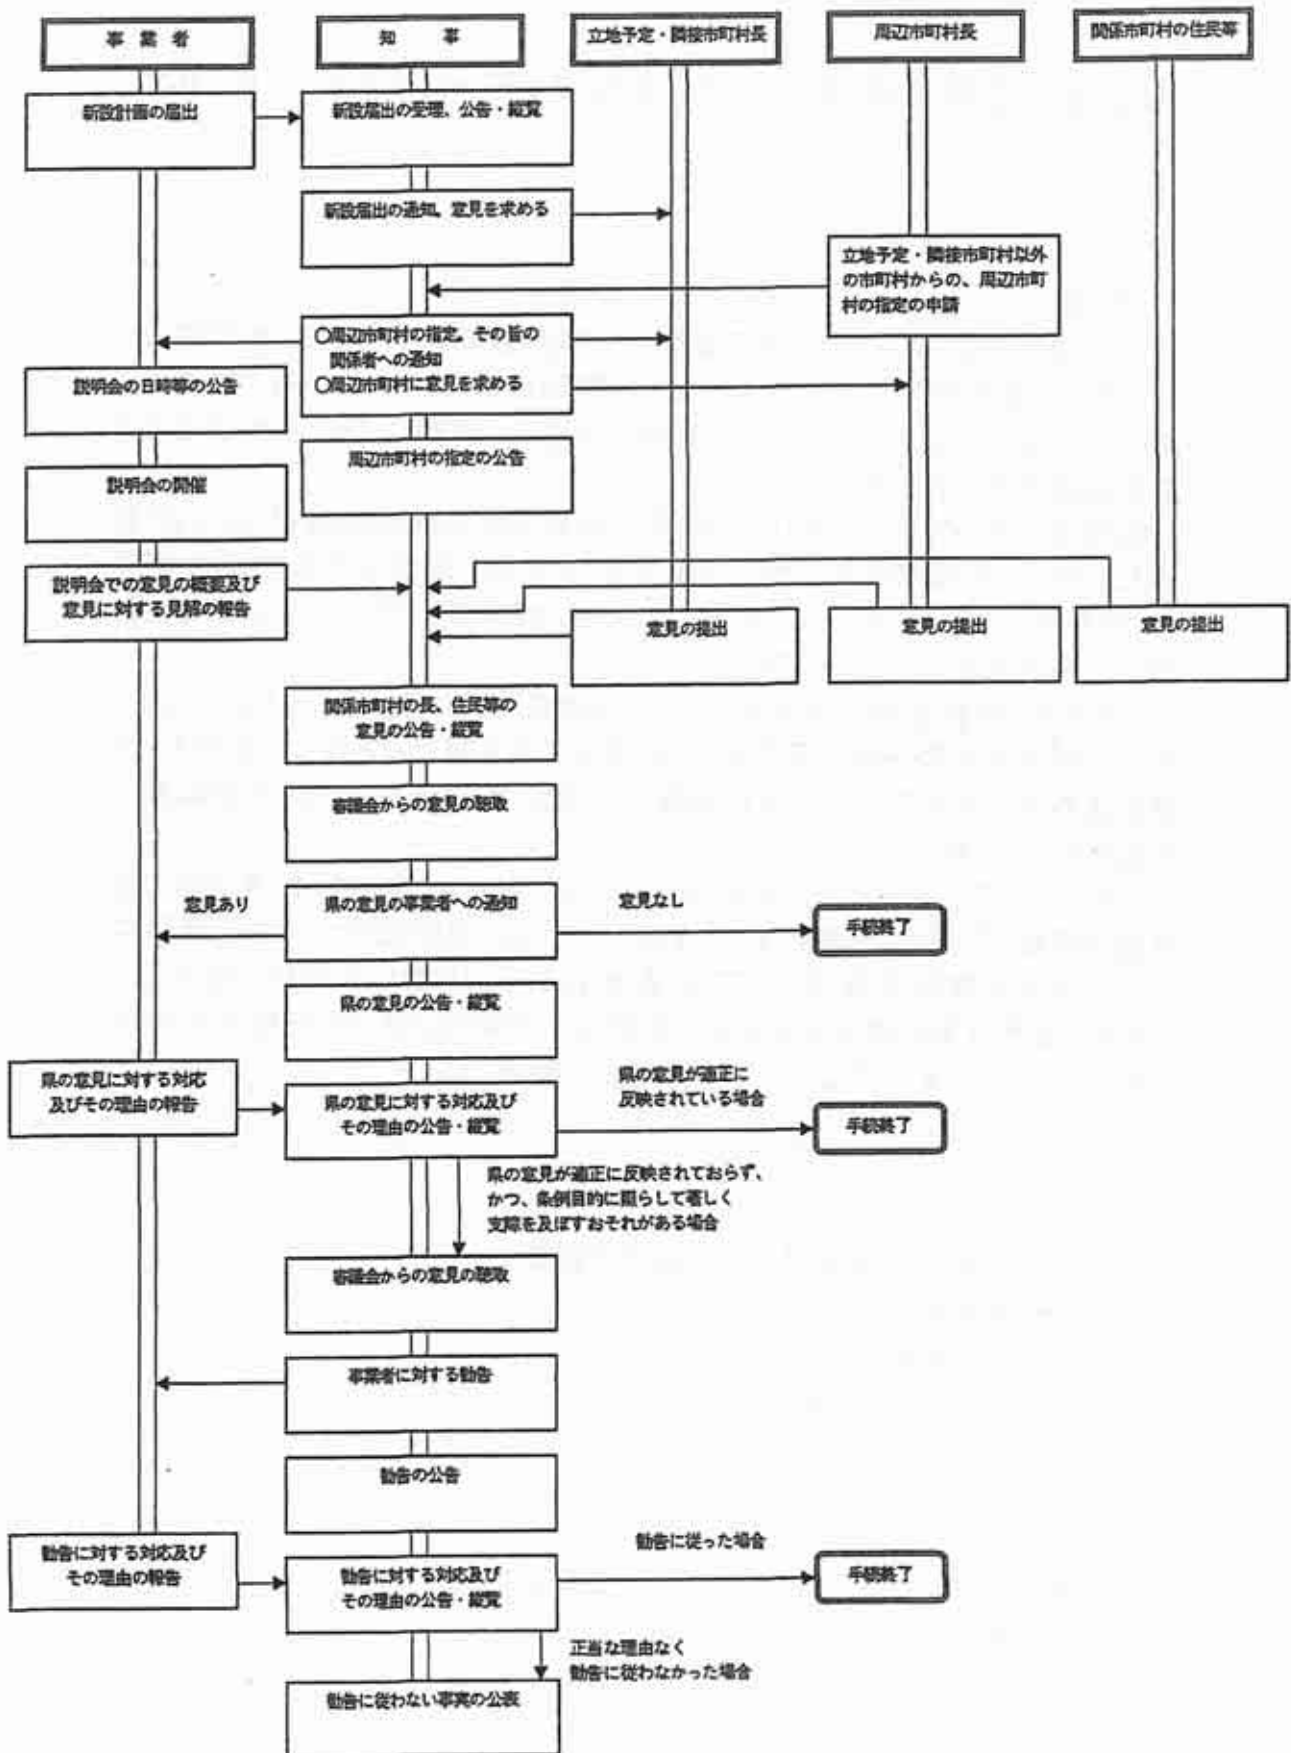 事業者
知事
立地予定・隣接市町村長
周辺市町村長
関係市町村の住民等
新設計画の届出
新設届出の受理、公告・縦覧
新設届出の通知。意見を求める
立地予定・隣接市町村以外
の市町村からの、周辺市町
村の指定の申請
〇周辺市町村の指定。その旨の
関係者への通知
〇周辺市町村に意見を求める
説明会の日時等の公告
周辺市町村の指定の公告
説明会の開催
説明会での意見の概要及び
意見に対する見解の報告
意見の提出
意見の提出
意見の提出
関係市町村の長、住民等の
意見の公告・縦覧
審議会からの意見の聴取
意見あり
県の意見の事業者への通知
意見なし
手続終了
県の意見の公告・縦覧
県の意見に対する対応
及びその理由の報告
県の意見に対する対応及び
その理由の公告・縦覧
県の意見が適正に
反映されている場合
手続終了
県の意見が適正に反映されておらず、
かつ、条例目的に照らして著しく
支障を及ぼすおそれがある場合
審議会からの意見の聴取
事業者に対する勧告
勧告の公告
勧告に対する対応及び
その理由の報告
勧告に対する対応及び
その理由の公告・縦覧
勧告に従った場合
手続終了
正当な理由なく
勧告に従わなかった場合
勧告に従わない事実の公表